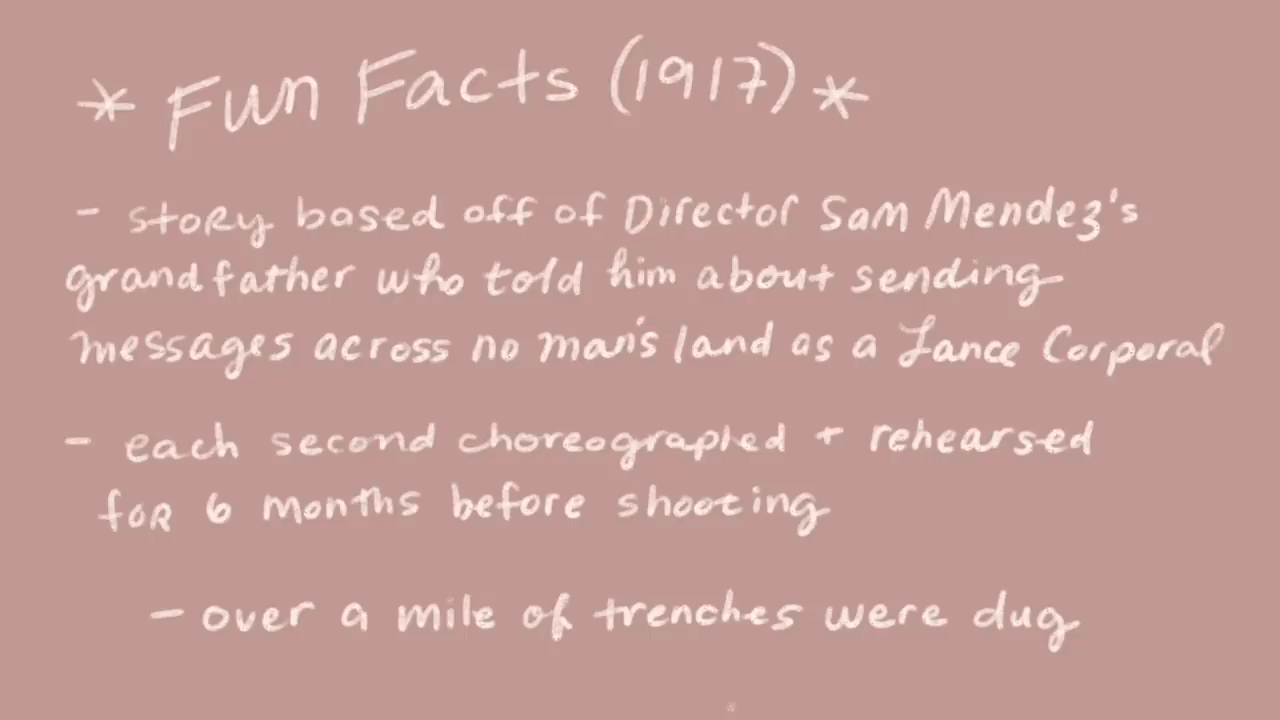 * Fun Facts (1917) *
- story based off of Director Sam Mendez's
grandfather who told him about sending
messages across no man's land as a Lance Corporal
- each second choreographed + rehearsed
for 6 months before shooting
- over a mile of trenches were dug